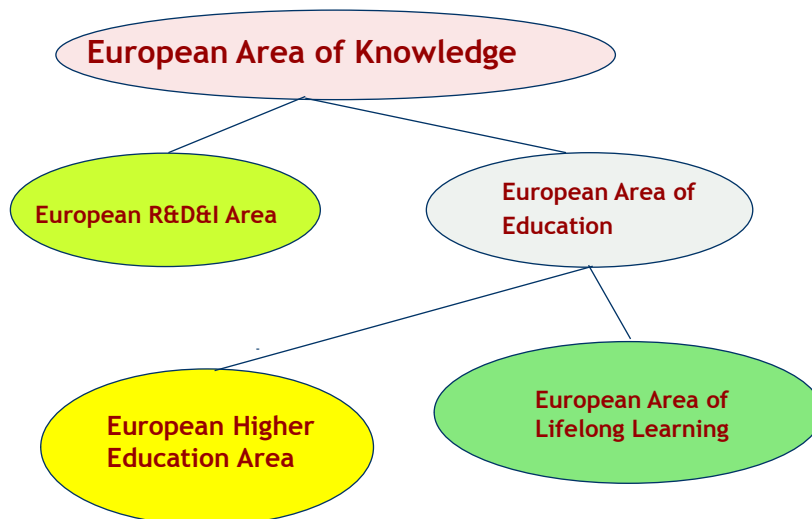 European Area of Knowledge
European R&D&I Area
European Area of
Education
-
European Higher
Education Area
European Area of
Lifelong Learning